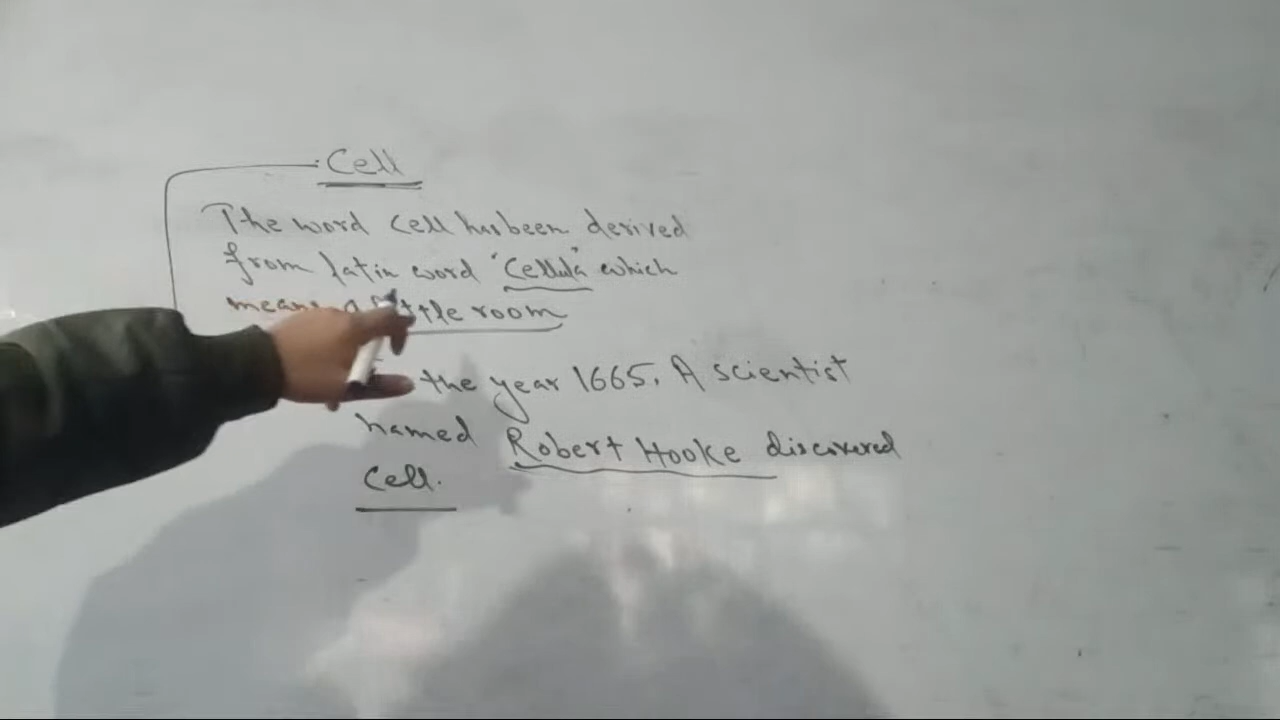 Cell
The word cell has been derived
from latin word "Cellula" which
means a little room
the year 1665. A scientist
named Robert Hooke discovered
Cell.